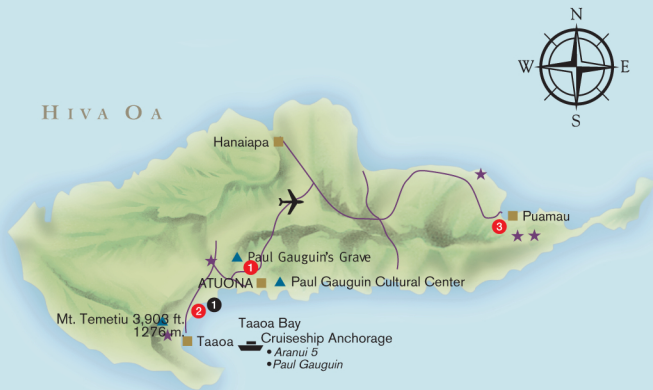 N
W E
S
HIVA OA
Hanaiapa
Puamau
3
Paul Gauguin's Grave
1
ATUONA
Paul Gauguin Cultural Center
2 1
Mt. Temetiu 3,903 ft.
1276 m.
Taaoa
Taaoa Bay
Cruiseship Anchorage
• Aranui 5
• Paul Gauguin